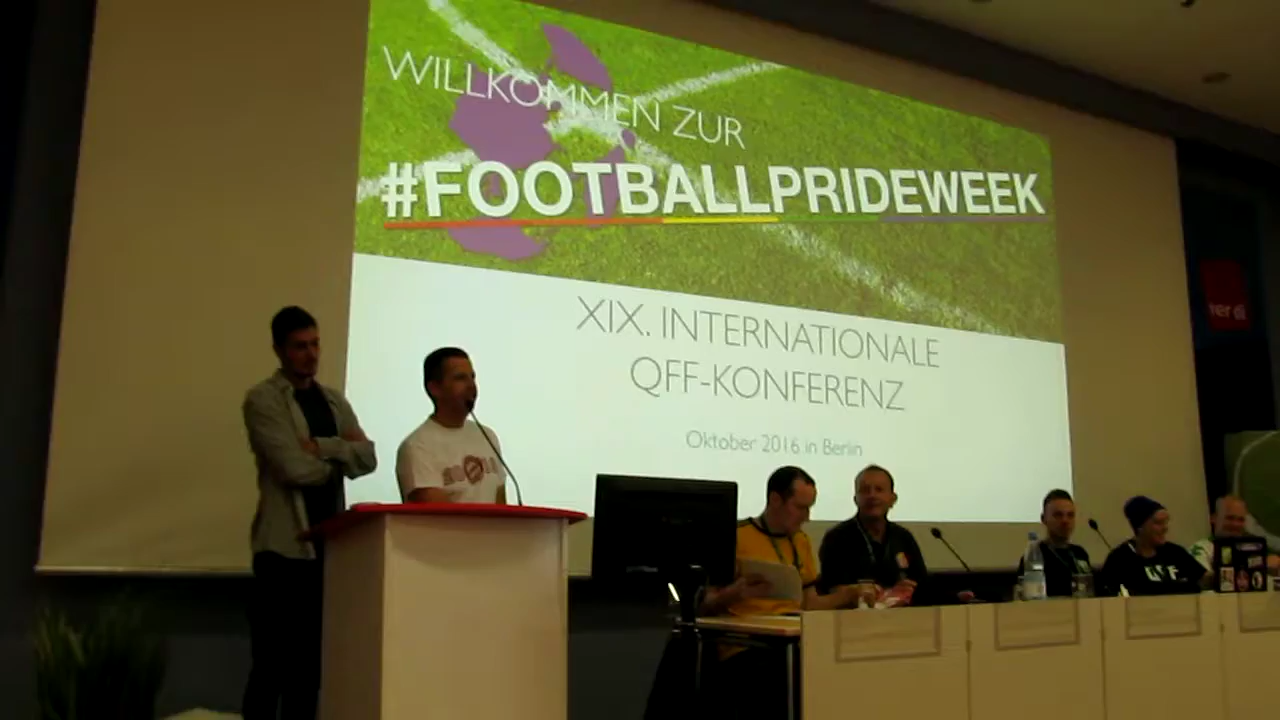 WILLKOMMEN ZUR
#FOOTBALLPRIDEWEEK
XIX. INTERNATIONALE
QFF-KONFERENZ
Oktober 2016 in Berlin
ver di